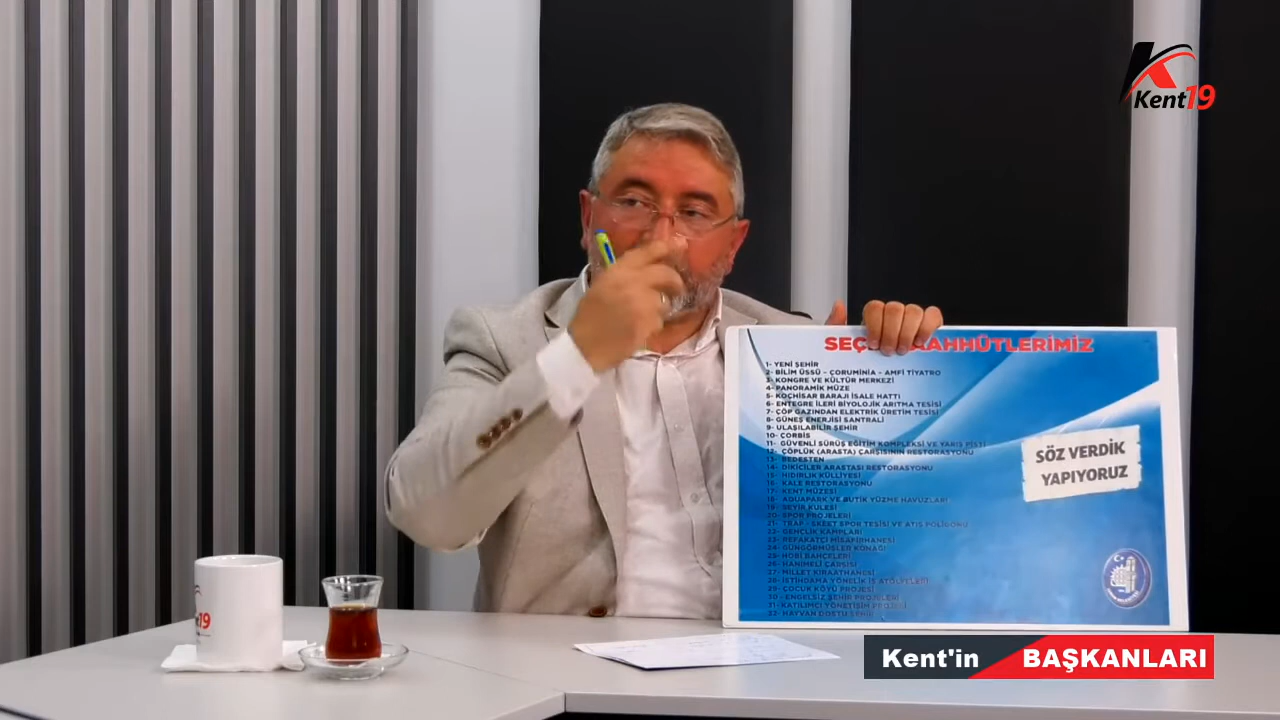 Kent19
SEÇ AAHHÜTLERİMİZ
1- YENİ ŞEHİR
2- BİLİM ÜSSÜ – ÇORUMİNİA – AMFİ TİYATRO
3- KONGRE VE KÜLTÜR MERKEZİ
4- PANORAMİK MÜZE
5- KOÇHİSAR BARAJI İSALE HATTI
6- ENTEGRE İLERİ BİYOLOJİK ARITMA TESİSİ
7- ÇÖP GAZINDAN ELEKTRİK ÜRETİM TESİSİ
8- GÜNEŞ ENERJİSİ SANTRALİ
9- ULAŞILABİLİR ŞEHİR
10- ÇORBİS
11- GÜVENLİ SÜRÜŞ EĞİTİM KOMPLEKSİ VE YARIŞ PİSTİ
12- ÇÖPLÜK (ARASTA) ÇARŞISININ RESTORASYONU
13- BEDESTEN
14- DİKİCİLER ARASTASI RESTORASYONU
15- HIDIRLIK KÜLLİYESİ
16- KALE RESTORASYONU
17- KENT MÜZESİ
18- AQUAPARK VE BUTİK YÜZME HAVUZLARI
19- SEYİR KULESİ
20- SPOR PROJELERİ
21- TRAP - SKEET SPOR TESİSİ VE ATIŞ POLİGONU
22- GENÇLİK KAMPLARI
23- REFAKATÇİ MİSAFİRHANESİ
24- GÜNGÖRMÜŞLER KONAĞI
25- HOBİ BAHÇELERİ
26- HANIMELİ ÇARŞISI
27- MİLLET KIRAATHANESİ
28- İSTİHDAMA YÖNELİK İŞ ATÖLYELERİ
29- ÇOCUK KÖYÜ PROJESİ
30- ENGELSİZ ŞEHİR PROJELERİ
31- KATILIMCI YÖNETİŞİM PROJESİ
32- HAYVAN DOSTU ŞEHİR
SÖZ VERDİK
YAPIYORUZ
19
Kent'in BAŞKANLARI